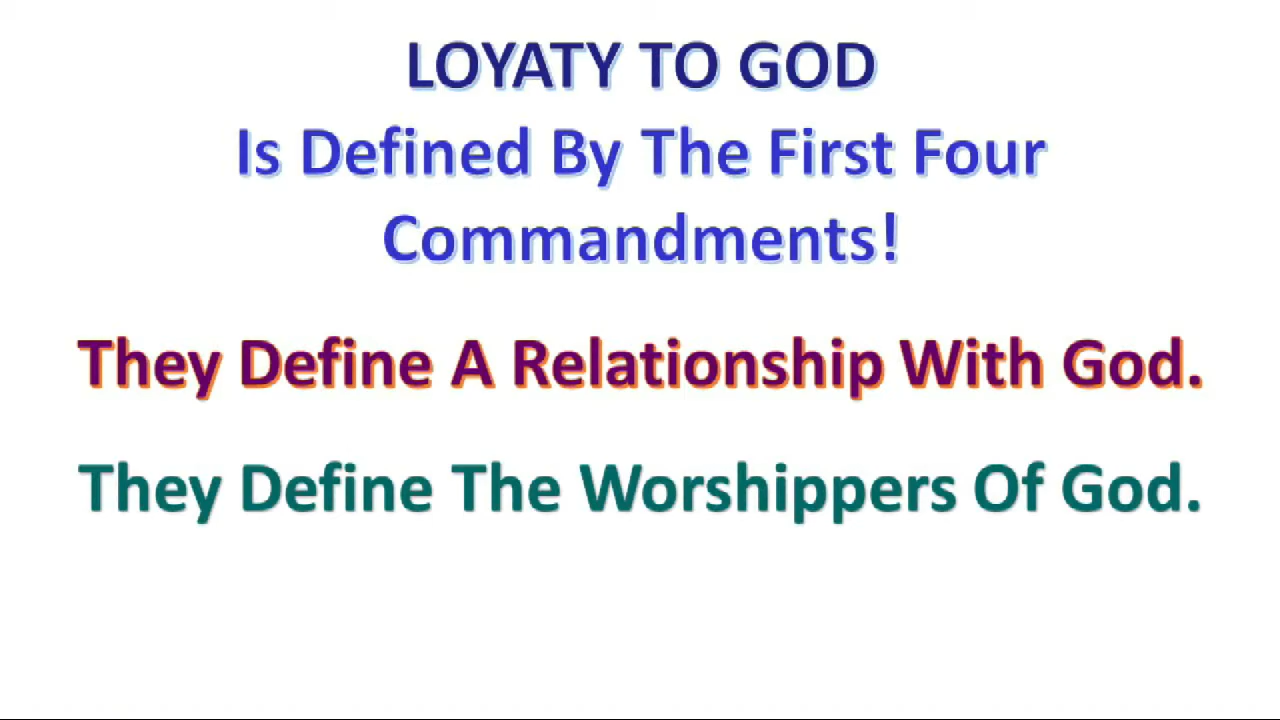 LOYATY TO GOD
Is Defined By The First Four
Commandments!
They Define A Relationship With God.
They Define The Worshippers Of God.